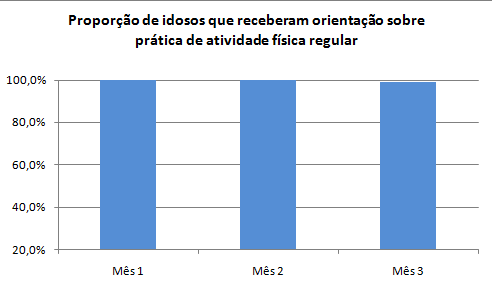 Proporção de idosos que receberam orientação sobre
prática de atividade física regular
100,0%
80,0%
60,0%
40,0%
20,0%
Mês 1 Mês 2 Mês 3